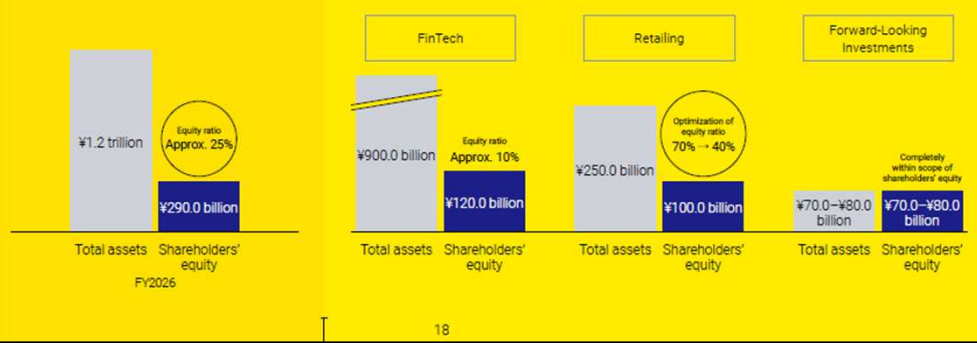 FinTech
Retailing
Forward-Looking
Investments
¥1.2 trillion
Equity ratio
Approx. 25%
¥290.0 billion
Total assets
Shareholders'
equity
FY2026
¥900.0 billion
Equity ratio
Approx. 10%
¥120.0 billion
Total assets
Shareholders'
equity
¥250.0 billion
Optimization of
equity ratio
70% → 40%
¥100.0 billion
Total assets
Shareholders'
equity
¥70.0–¥80.0
billion
Completely
within scope of
shareholders' equity
¥70.0–¥80.0
billion
Total assets
Shareholders'
equity
18